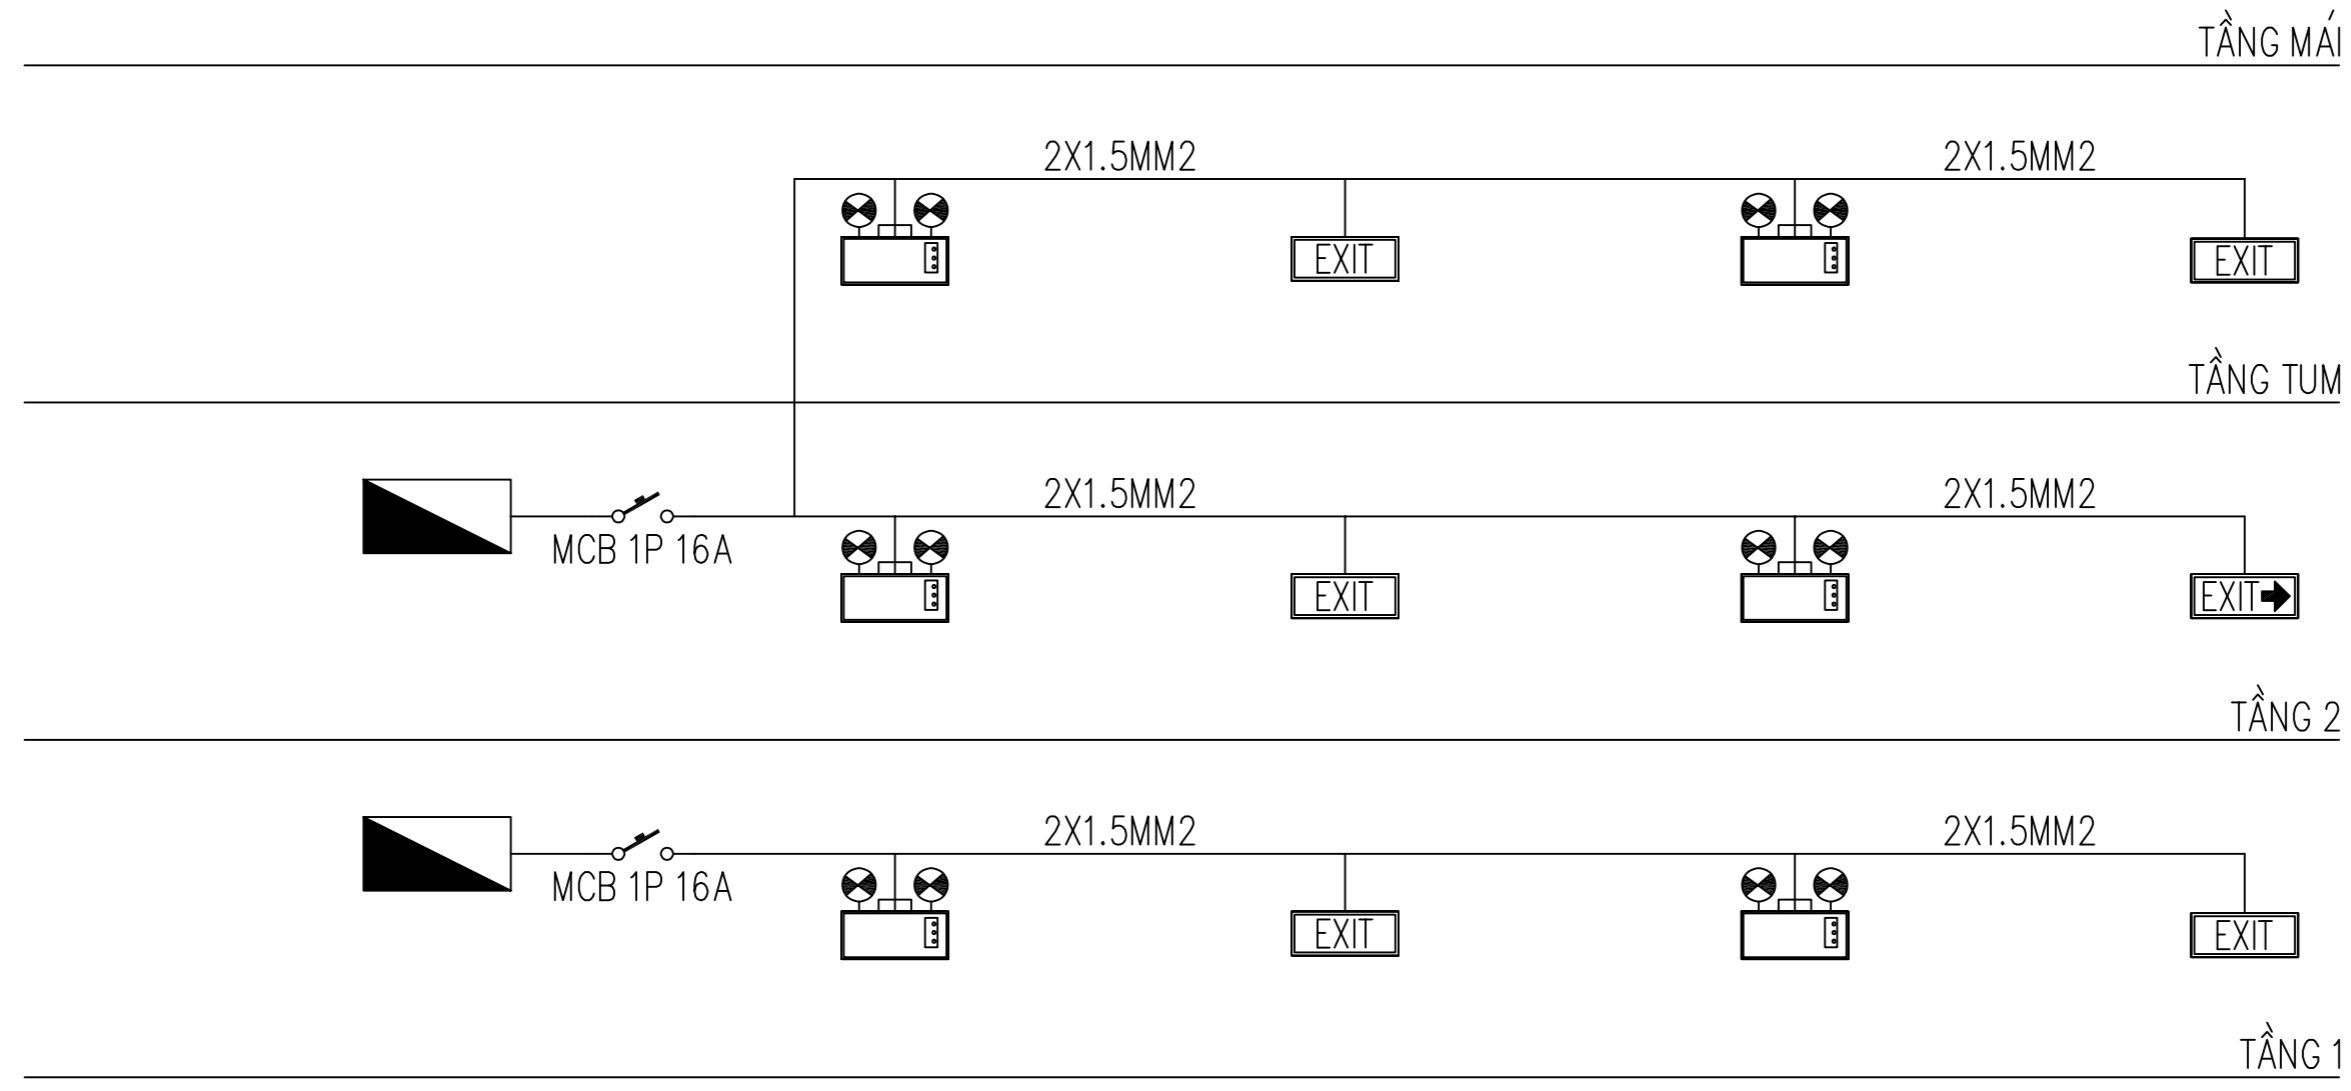 TẦNG MÁI
2X1.5MM2 2X1.5MM2
EXIT EXIT
TẦNG TUM
2X1.5MM2 2X1.5MM2
MCB 1P 16A
EXIT EXIT
TẦNG 2
2X1.5MM2 2X1.5MM2
MCB 1P 16A
EXIT EXIT
TẦNG 1